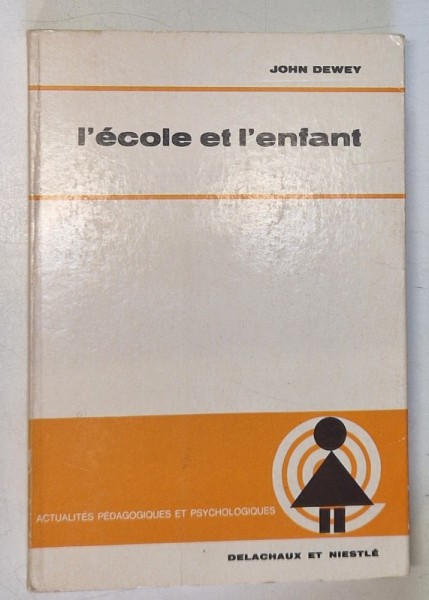 JOHN DEWEY
l'école et l'enfant
ACTUALITÉS PÉDAGOGIQUES ET PSYCHOLOGIQUES
DELACHAUX ET NIESTLÉ